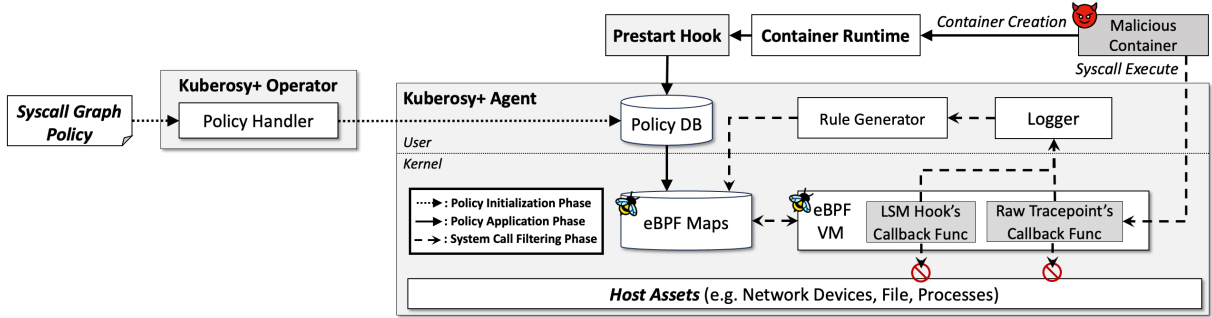 Container Creation
Malicious
Container
Prestart Hook
Container Runtime
Syscall Execute
Kuberosy+ Operator
Syscall Graph
Policy
Policy Handler
Kuberosy+ Agent
Policy DB
Rule Generator
Logger
User
Kernel
: Policy Initialization Phase
: Policy Application Phase
: System Call Filtering Phase
eBPF Maps
eBPF
VM
LSM Hook's
Callback Func
Raw Tracepoint's
Callback Func
Host Assets (e.g. Network Devices, File, Processes)